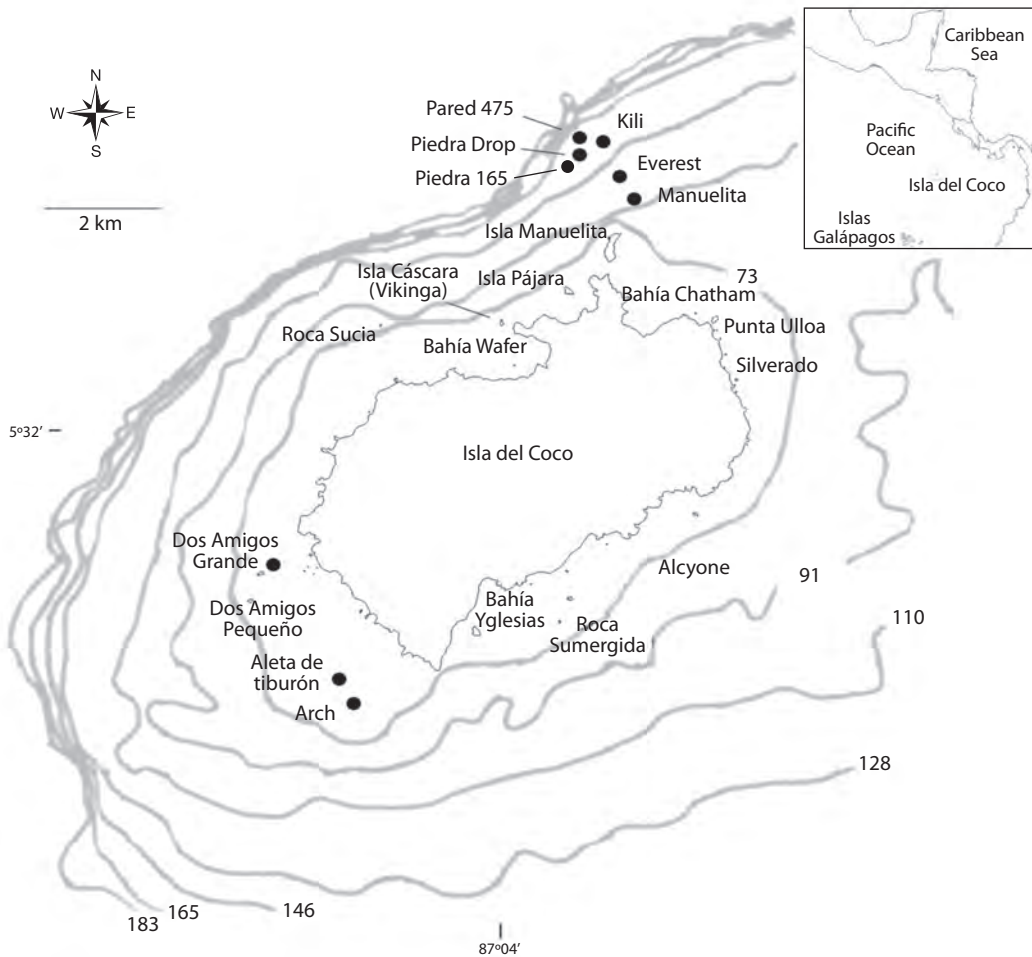 Caribbean
Sea
Pacific
Ocean
Isla del Coco
Islas
Galápagos
N
W
E
S
2 km
Pared 475
Kili
Piedra Drop
Piedra 165
Everest
Manuelita
Isla Manuelita
Isla Cáscara
(Vikinga)
Isla Pájara
73
Bahía Chatham
Roca Sucia
Bahía Wafer
Punta Ulloa
Silverado
5º32′
Isla del Coco
Dos Amigos
Grande
Alcyone
91
Dos Amigos
Pequeño
Bahía
Yglesias
Roca
Sumergida
110
Aleta de
tiburón
Arch
128
183
165
146
87º04′